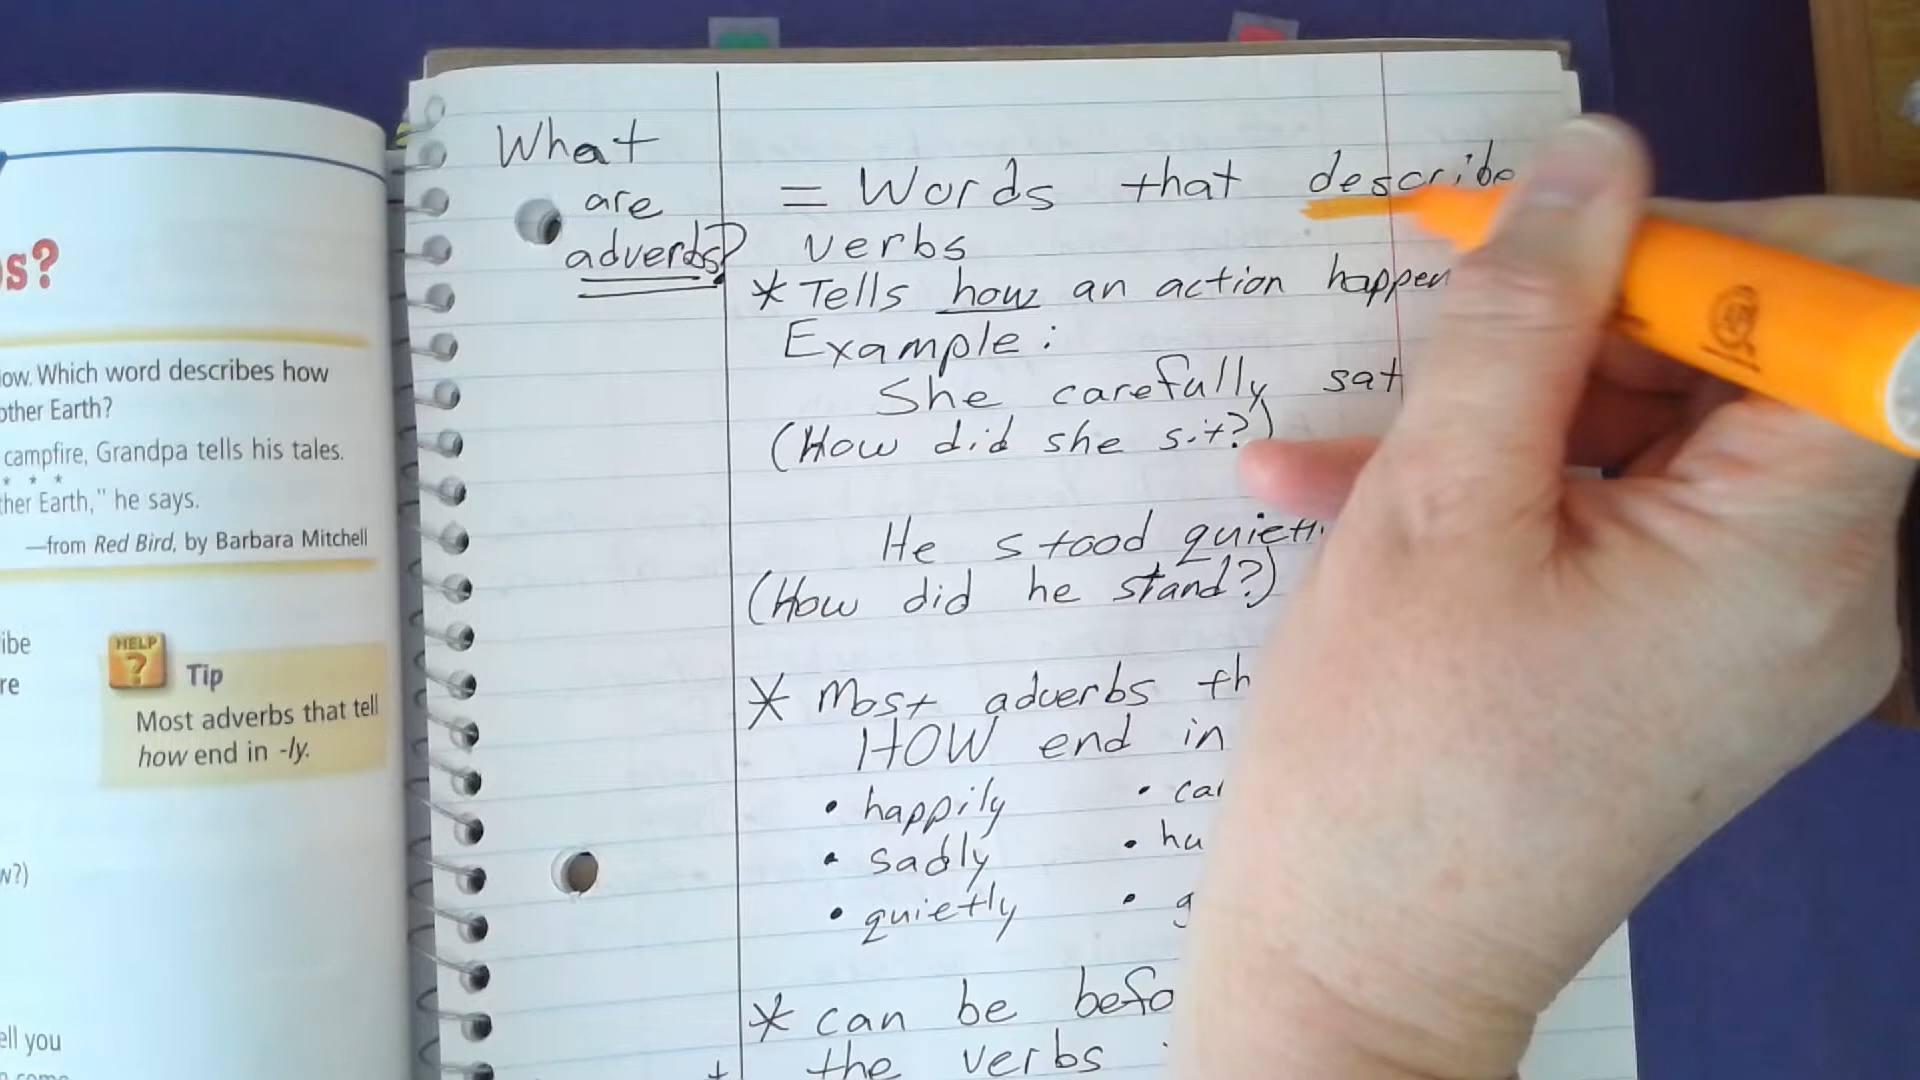 s?
ow. Which word describes how
other Earth?
campfire, Grandpa tells his tales.
* * *
ther Earth," he says.
—from Red Bird, by Barbara Mitchell
ibe
re
HELP
?
Tip
Most adverbs that tell
how end in -ly.
w?)
ell you
What
are
adverbs?
= Words that describe
verbs
* Tells how an action happen
Example:
She carefully sat
(How did she sit?)
He stood quietl
(How did he stand?)
* Most adverbs th
HOW end in
• happily • car
• sadly • hu
• quietly • g
* can be befo
the verbs